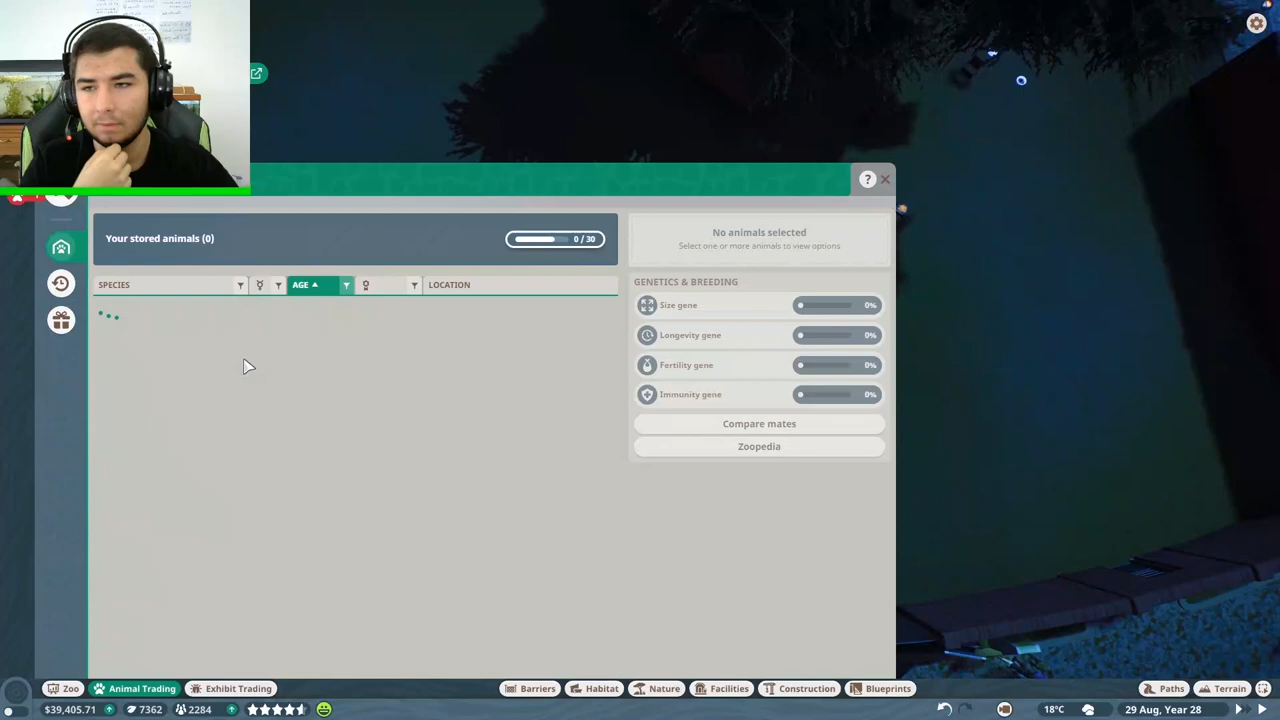 Your stored animals (0)
0 / 30
SPECIES
AGE
LOCATION
No animals selected
Select one or more animals to view options
GENETICS & BREEDING
Size gene
0%
Longevity gene
0%
Fertility gene
0%
Immunity gene
0%
Compare mates
Zoopedia
?
Zoo
Animal Trading
Exhibit Trading
Barriers
Habitat
Nature
Facilities
Construction
Blueprints
Paths
Terrain
$39,405.71
7362
2284
18°C
29 Aug, Year 28